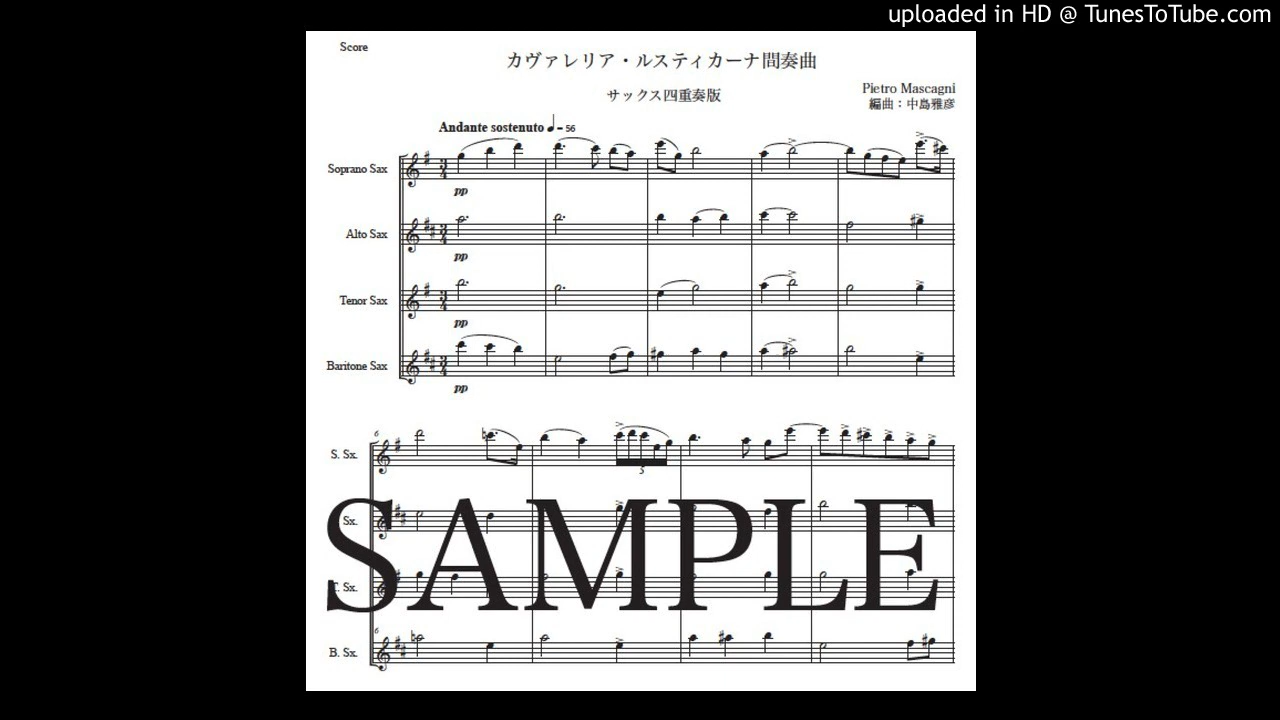 uploaded in HD @ TunesToTube.com
Score
カヴァレリア・ルスティカーナ間奏曲
サックス四重奏版
Pietro Mascagni
編曲：中島雅彦
Andante sostenuto ♩= 56
Soprano Sax
pp
Alto Sax
pp
Tenor Sax
pp
Baritone Sax
pp
6
S. Sx.
5
Sx.
SAMPLE
T. Sx.
6
B. Sx.